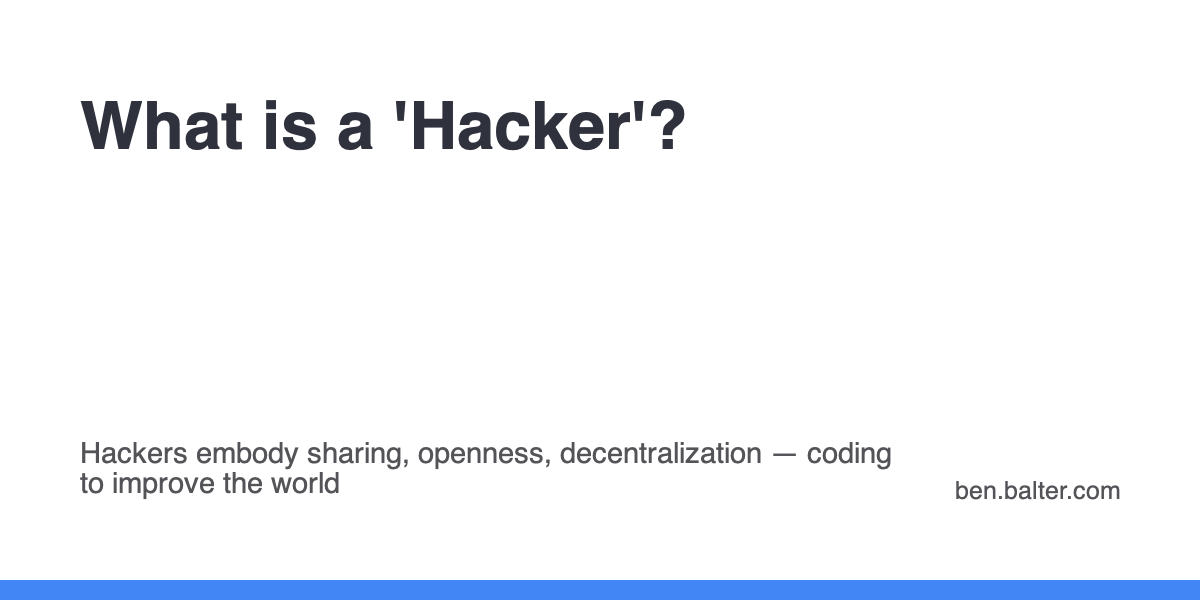 What is a 'Hacker'?
Hackers embody sharing, openness, decentralization — coding
to improve the world
ben.balter.com